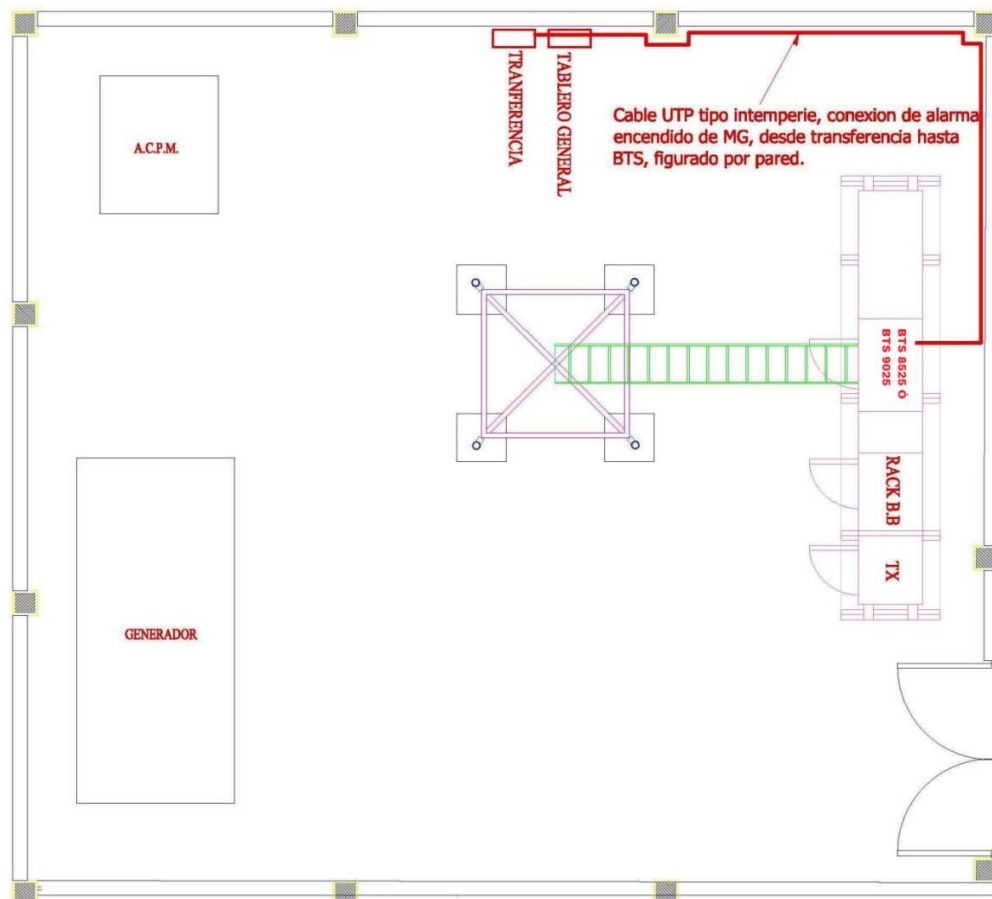 TRANFERENCIA
TABLERO GENERAL
Cable UTP tipo intemperie, conexion de alarma
encendido de MG, desde transferencia hasta
BTS, figurado por pared.
A.C.P.M.
BTS 8525 Ó
BTS 9025
RACK B.B
TX
GENERADOR